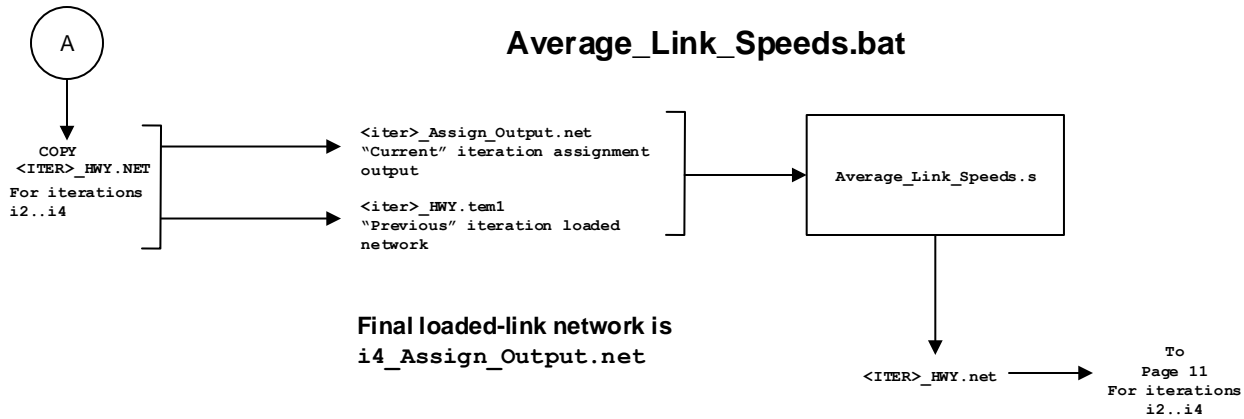 A
Average_Link_Speeds.bat
COPY
<ITER>_HWY.NET
For iterations
i2..i4
<iter>_Assign_Output.net
“Current” iteration assignment
output
<iter>_HWY.tem1
“Previous” iteration loaded
network
Average_Link_Speeds.s
Final loaded-link network is
i4_Assign_Output.net
<ITER>_HWY.net
To
Page 11
For iterations
i2..i4